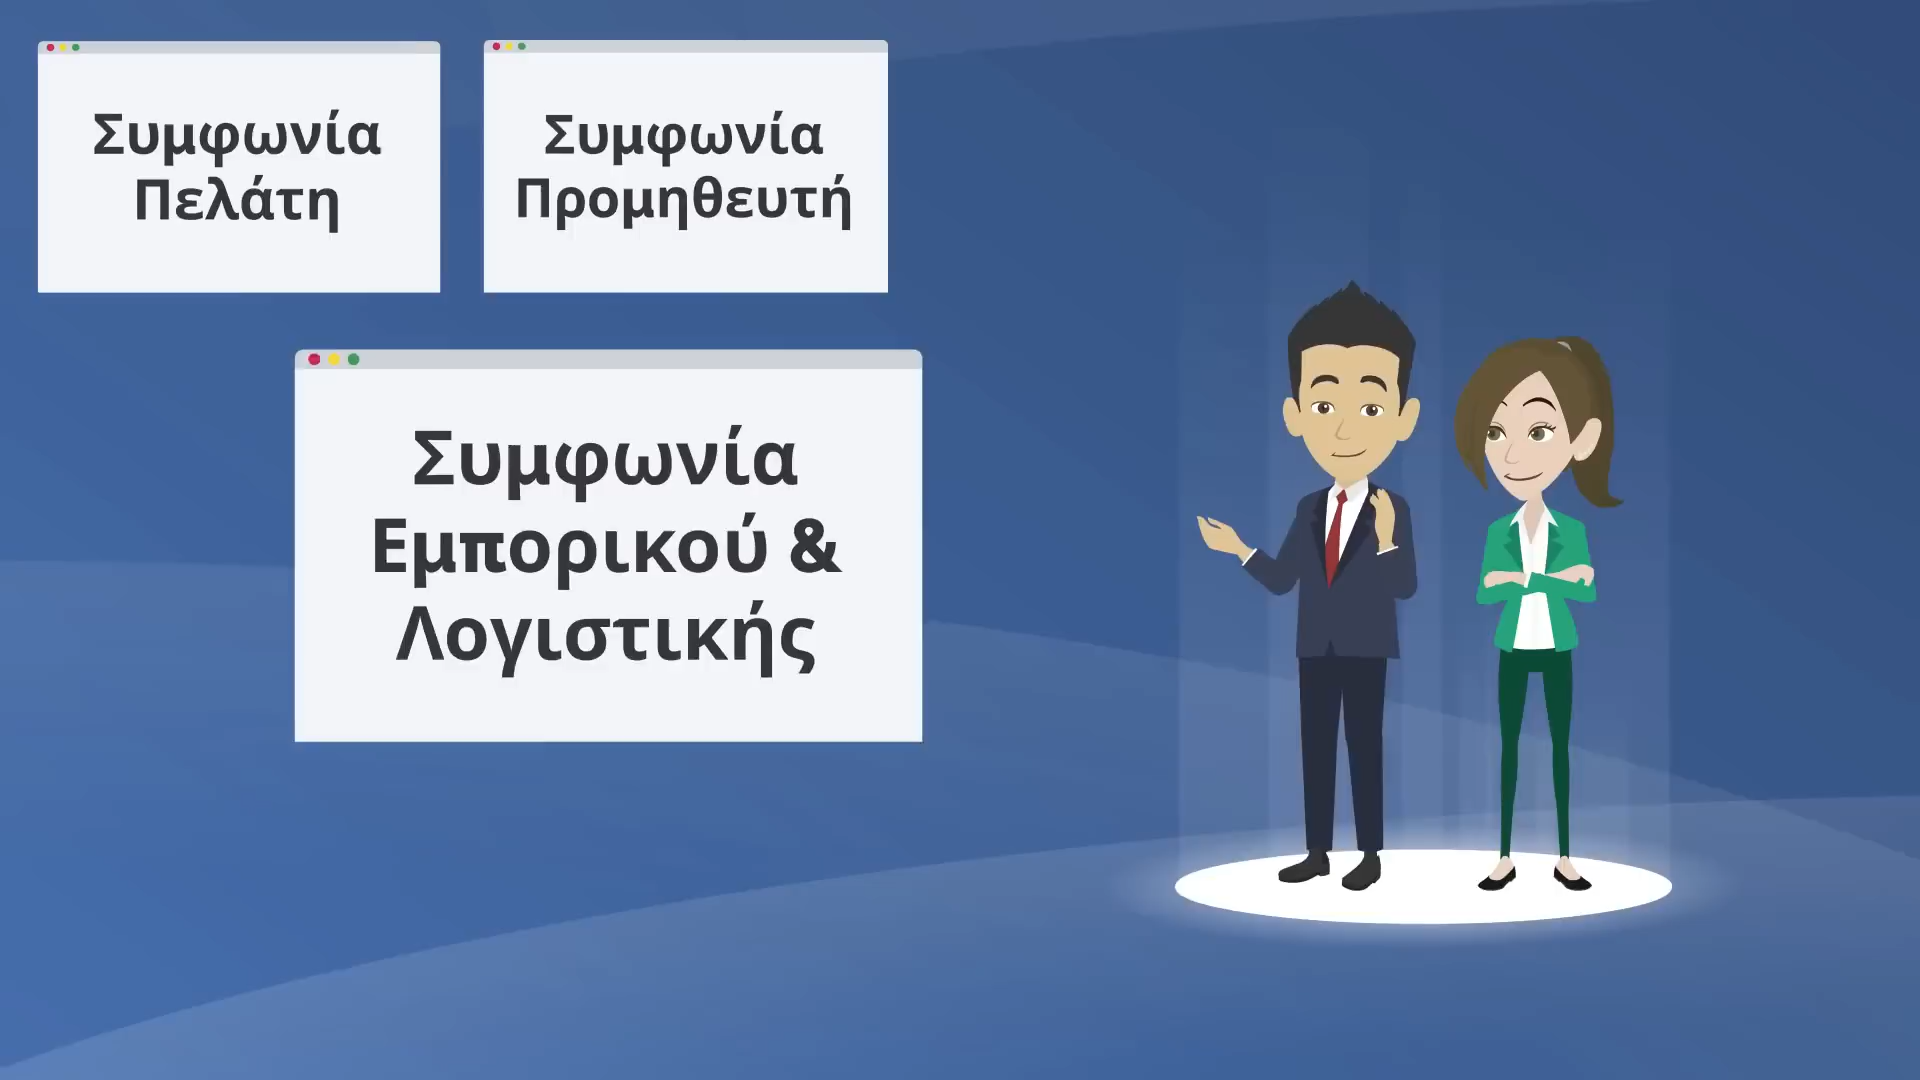 Συμφωνία
Πελάτη
Συμφωνία
Προμηθευτή
Συμφωνία
Εμπορικού &
Λογιστικής